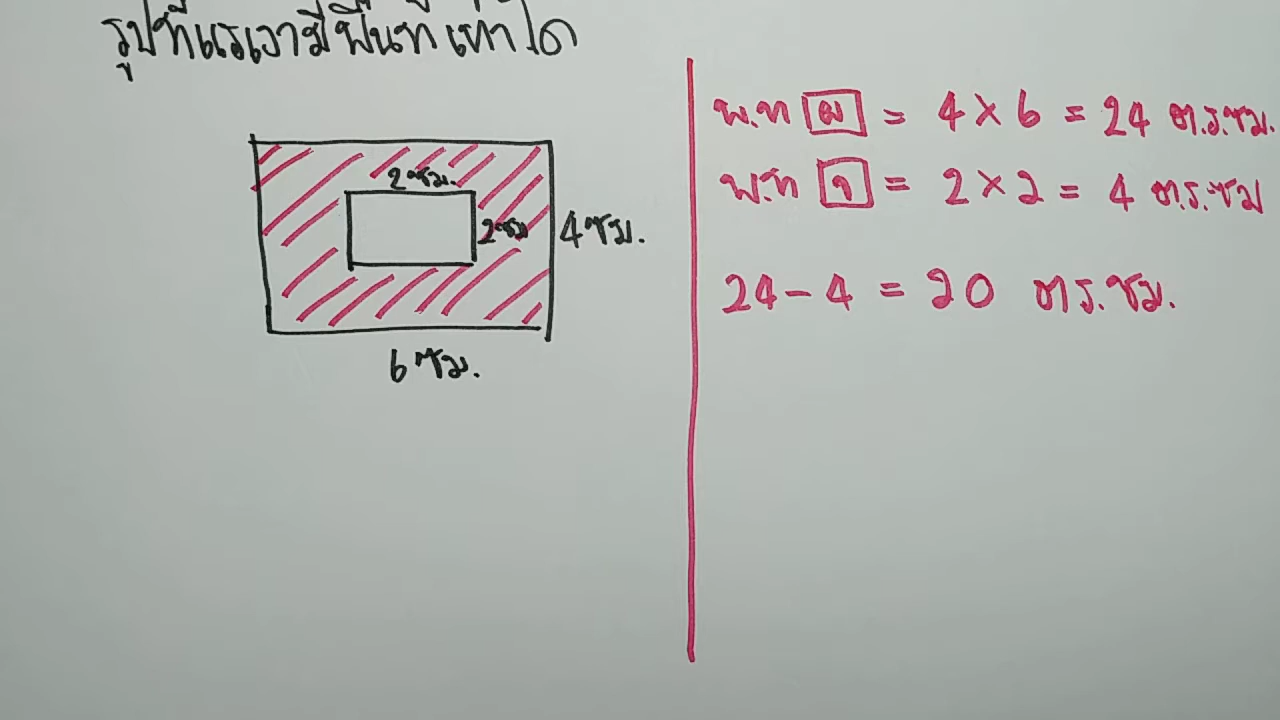 รูปที่แรเงามีพื้นที่เท่าใด
2 ซม.
2 ซม
4 ซม.
6 ซม.
พ.ท ผ = 4 × 6 = 24 ต.ร.ซม.
พ.ท จ = 2 × 2 = 4 ต.ร.ซม
24 - 4 = 20 ตร.ซม.